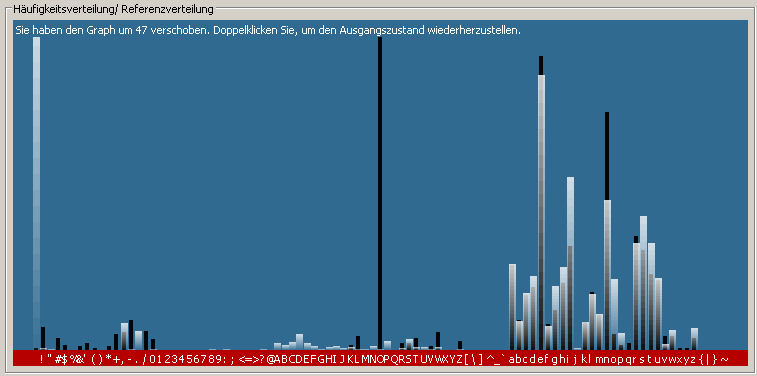 Häufigkeitsverteilung/ Referenzverteilung
Sie haben den Graph um 47 verschoben. Doppelklicken Sie, um den Ausgangszustand wiederherzustellen.
!"#$%&'()*+,-./0123456789:;<=>?@ABCDEFGHIJKLMNOPQRSTUVWXYZ[\]^_`abcdefghijklmnopqrstuvwxyz{|}~